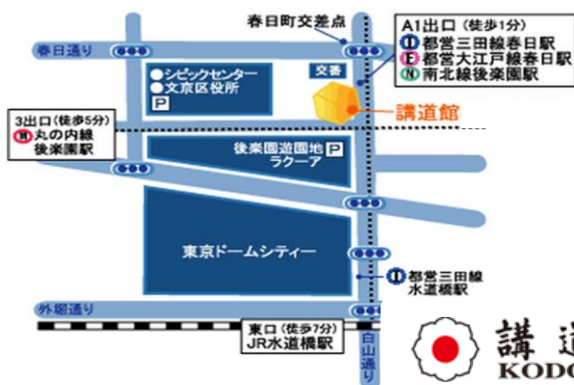 春日町交差点
A1出口(徒歩1分)
I 都営三田線春日駅
E 都営大江戸線春日駅
N 南北線後楽園駅
春日通り
●シビックセンター
●文京区役所
P
交番
講道館
3出口(徒歩5分)
M 丸の内線
後楽園駅
後楽園遊園地 P
ラクーア
東京ドームシティー
I 都営三田線
水道橋駅
外堀通り
東口(徒歩7分)
JR水道橋駅
白山通り
講道
KODO